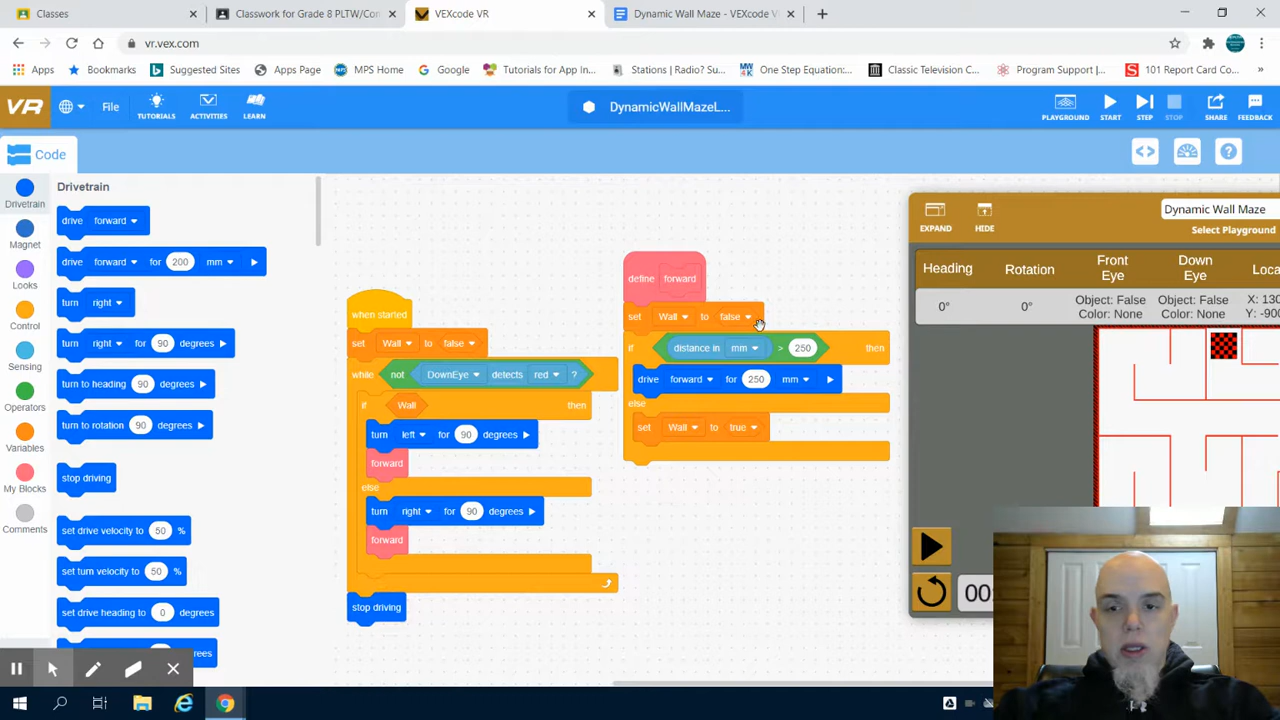 Classes
Classwork for Grade 8 PLTW/Con
VEXcode VR
Dynamic Wall Maze - VEXcode V
vr.vex.com
Apps
Bookmarks
Suggested Sites
Apps Page
MPS Home
Google
Tutorials for App In...
Stations | Radio? Su...
One Step Equation:...
Classic Television C...
Program Support |...
101 Report Card Co...
VR
File
TUTORIALS
ACTIVITIES
LEARN
DynamicWallMazeL...
PLAYGROUND
START
STEP
STOP
SHARE
FEEDBACK
Code
Drivetrain
Magnet
Looks
Control
Sensing
Operators
Variables
My Blocks
Comments
Drivetrain
drive forward
drive forward for 200 mm
turn right
turn right for 90 degrees
turn to heading 90 degrees
turn to rotation 90 degrees
stop driving
set drive velocity to 50 %
set turn velocity to 50 %
set drive heading to 0 degrees
when started
set Wall to false
while not DownEye detects red ?
if Wall then
turn left for 90 degrees
forward
else
turn right for 90 degrees
forward
stop driving
define forward
set Wall to false
if distance in mm > 250 then
drive forward for 250 mm
else
set Wall to true
EXPAND
HIDE
Dynamic Wall Maze
Select Playground
Heading
Rotation
Front Eye
Down Eye
Loca
0°
0°
Object: False
Color: None
Object: False
Color: None
X: 130
Y: -900
00